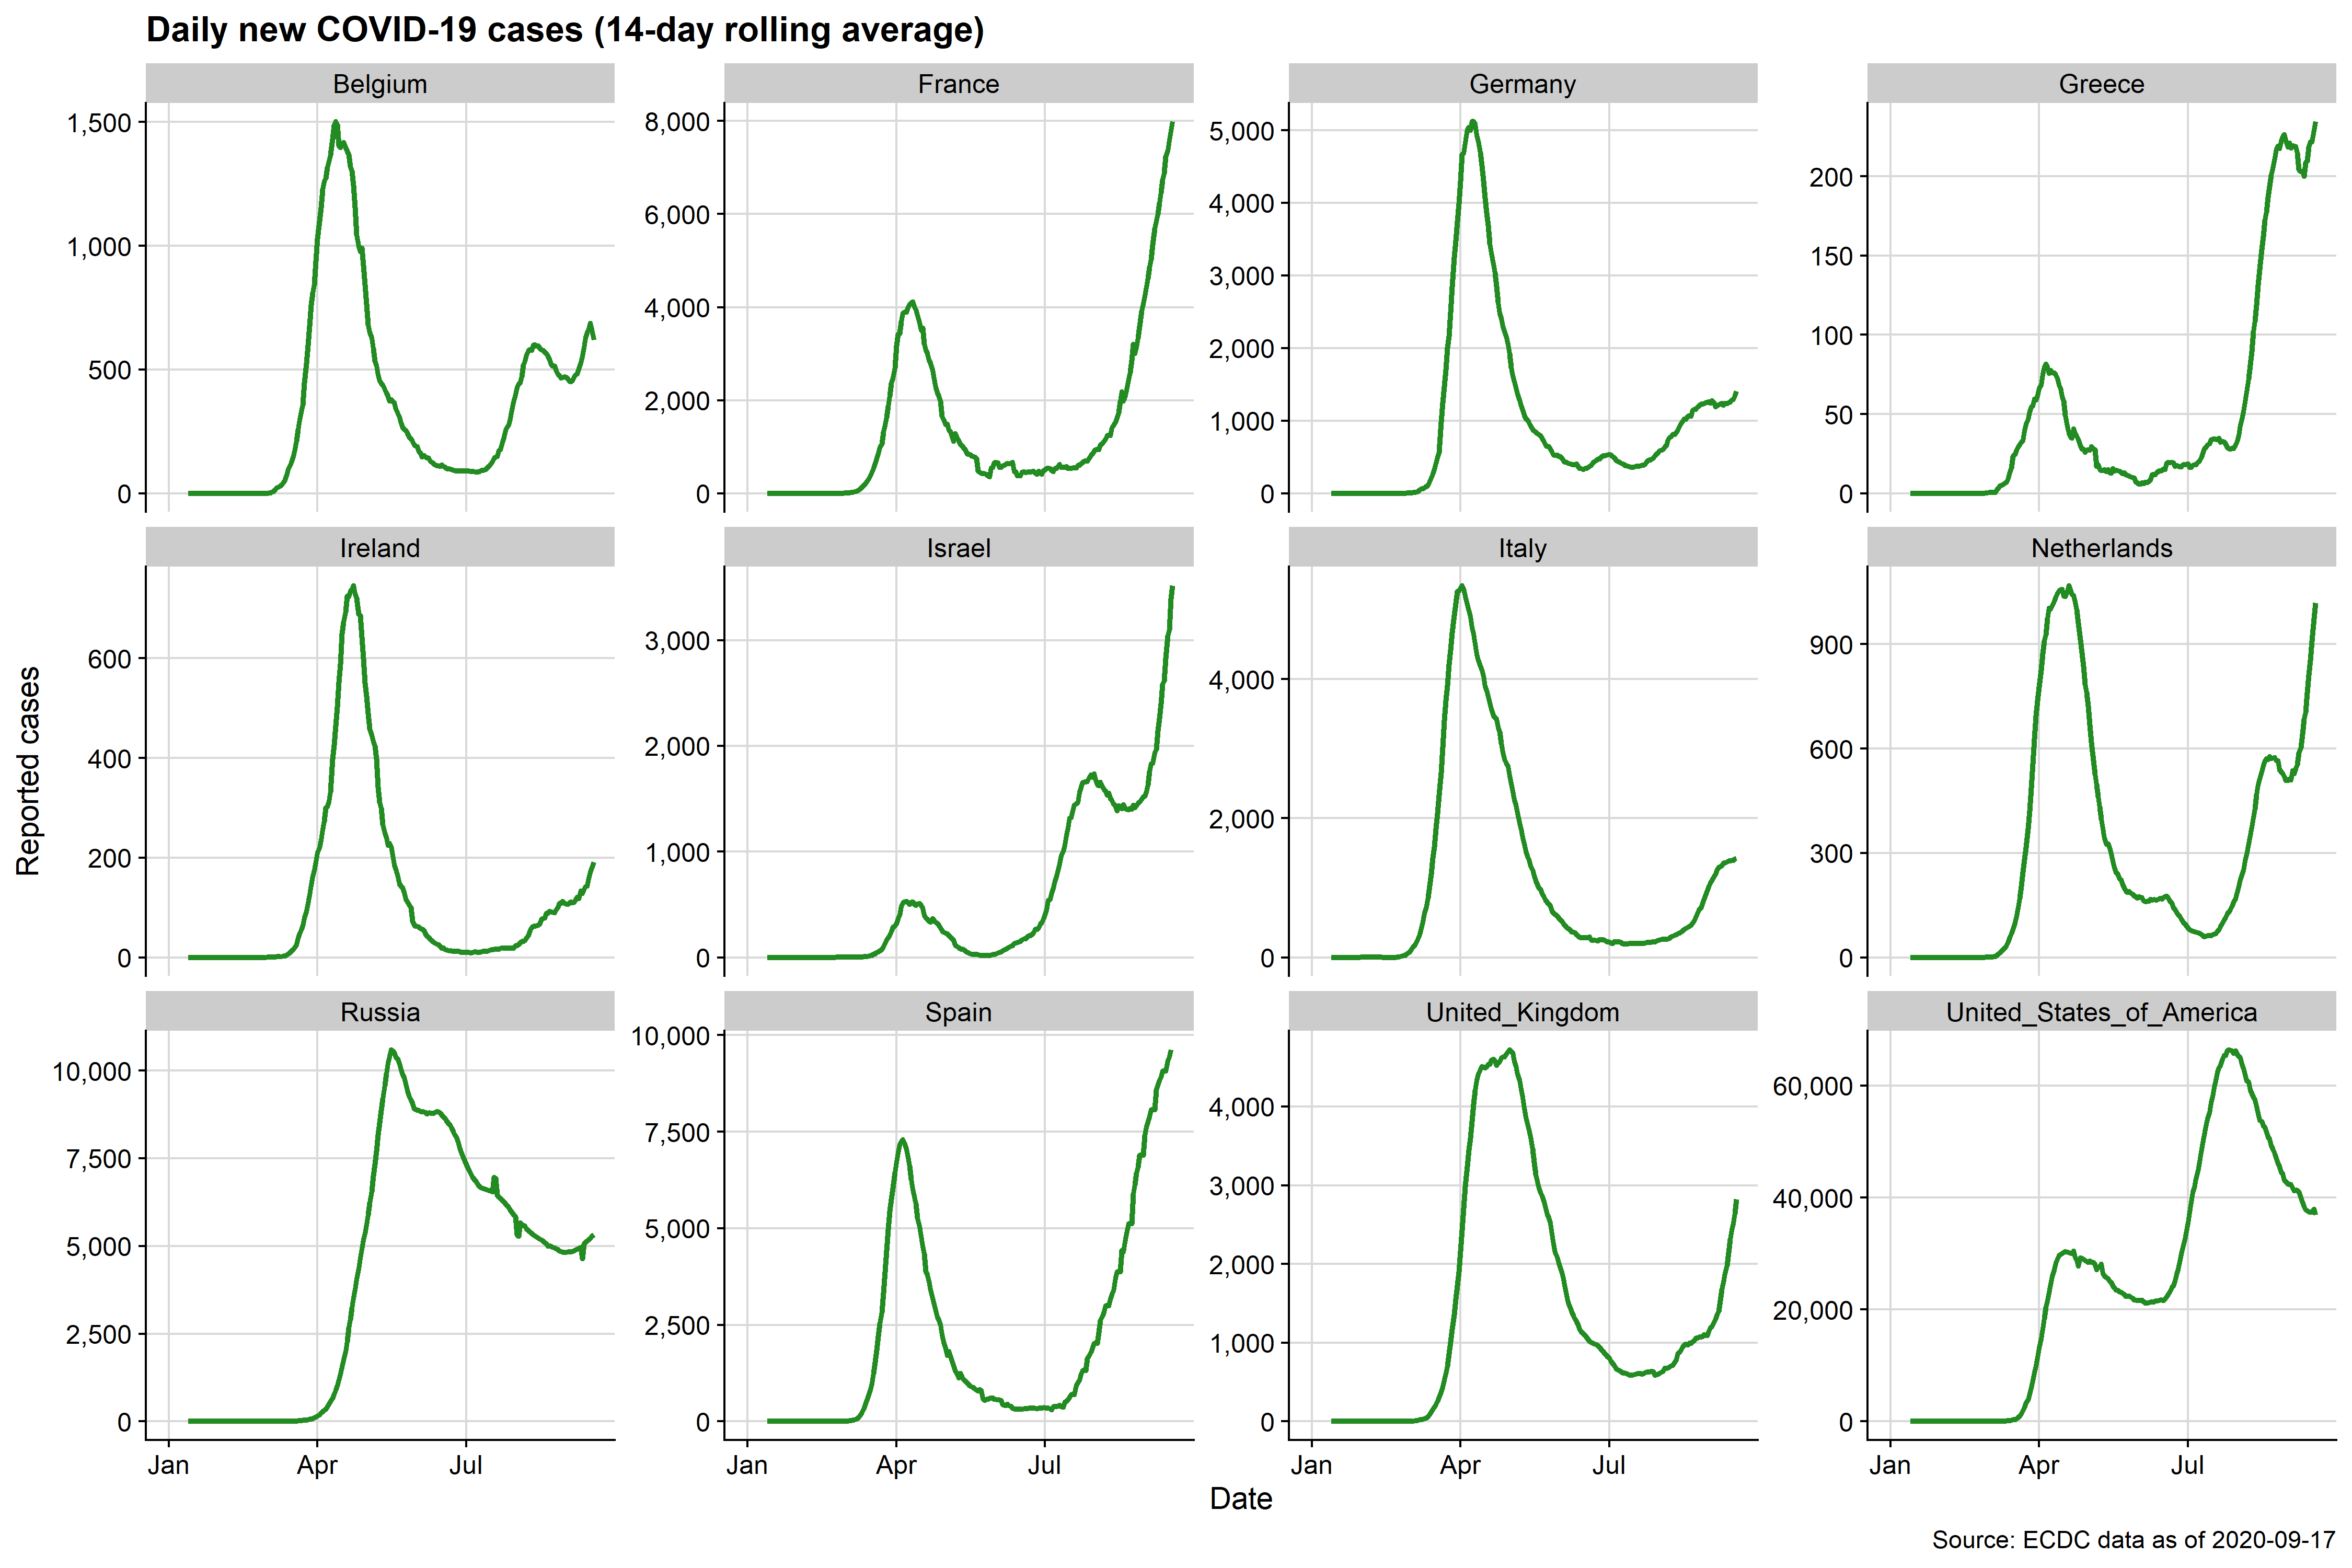 Daily new COVID-19 cases (14-day rolling average)
Belgium
France
Germany
Greece
1,500
1,000
500
0
8,000
6,000
4,000
2,000
0
5,000
4,000
3,000
2,000
1,000
0
200
150
100
50
0
Ireland
Israel
Italy
Netherlands
600
400
200
0
3,000
2,000
1,000
0
4,000
2,000
0
900
600
300
0
Reported cases
Russia
Spain
United_Kingdom
United_States_of_America
10,000
7,500
5,000
2,500
0
10,000
7,500
5,000
2,500
0
4,000
3,000
2,000
1,000
0
60,000
40,000
20,000
0
Jan Apr Jul
Jan Apr Jul
Jan Apr Jul
Jan Apr Jul
Date
Source: ECDC data as of 2020-09-17